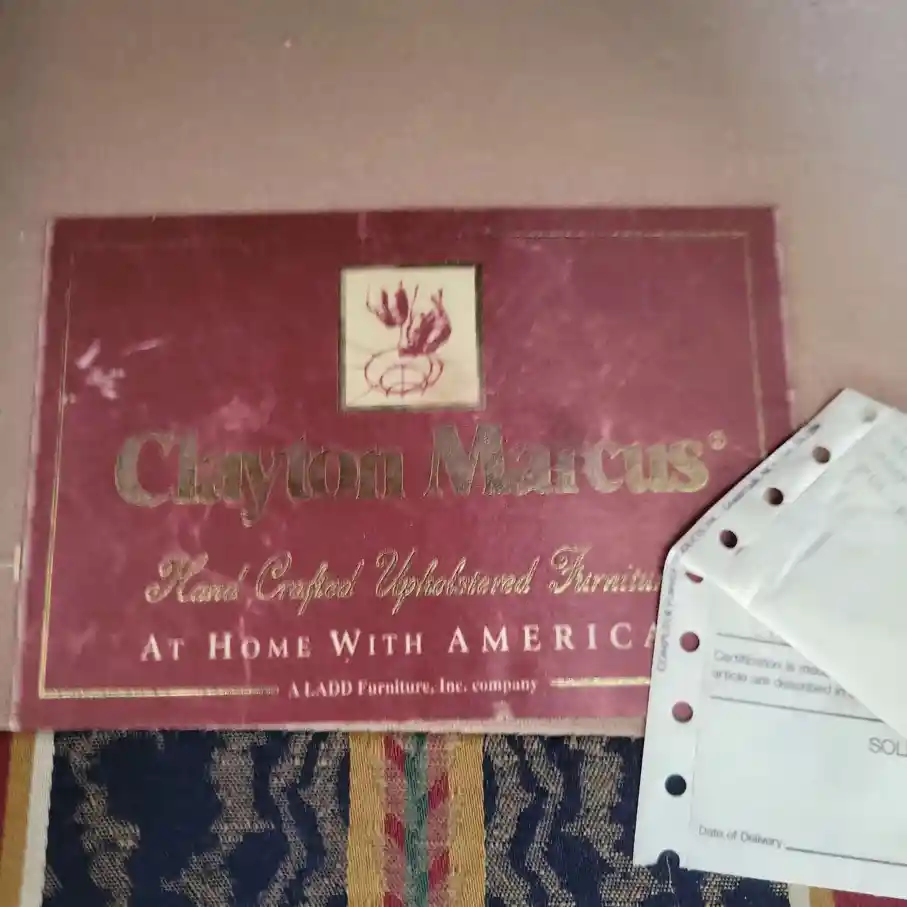 Clayton Marcus®
Hand Crafted Upholstered
AT HOME WITH AMERICA
A LADD Furniture, Inc. company
Certification is
article are described in
SOL
Date of Delivery